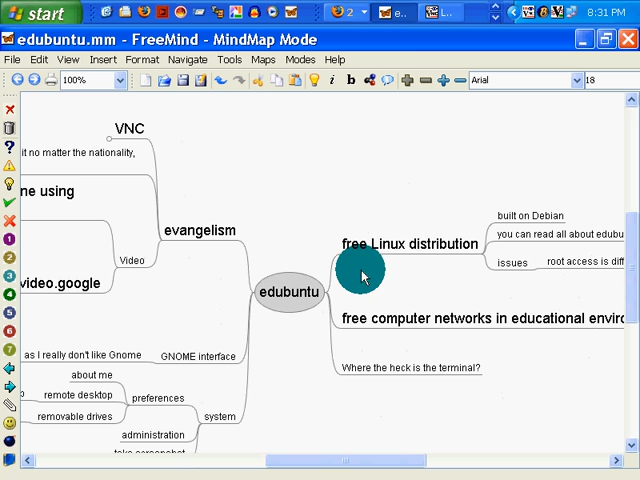 start
2
e..
L..
8:31 PM
edubuntu.mm - FreeMind - MindMap Mode
File Edit View Insert Format Navigate Tools Maps Modes Help
100%
Arial
18
VNC
it no matter the nationality,
ne using
evangelism
Video
video.google
edubuntu
free Linux distribution
built on Debian
you can read all about edubu
issues
root access is diff
free computer networks in educational enviro
Where the heck is the terminal?
as I really don't like Gnome
GNOME interface
about me
remote desktop
preferences
removable drives
system
administration
take screenshot